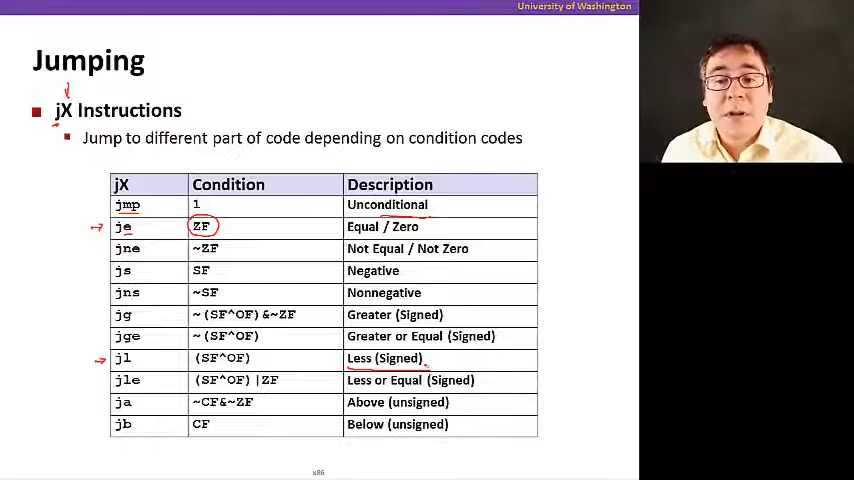 University of Washington
Jumping
jX Instructions
Jump to different part of code depending on condition codes
jX Condition Description
jmp 1 Unconditional
je ZF Equal / Zero
jne ~ZF Not Equal / Not Zero
js SF Negative
jns ~SF Nonnegative
jg ~(SF^OF)&~ZF Greater (Signed)
jge ~(SF^OF) Greater or Equal (Signed)
jl (SF^OF) Less (Signed)
jle (SF^OF)|ZF Less or Equal (Signed)
ja ~CF&~ZF Above (unsigned)
jb CF Below (unsigned)
x86